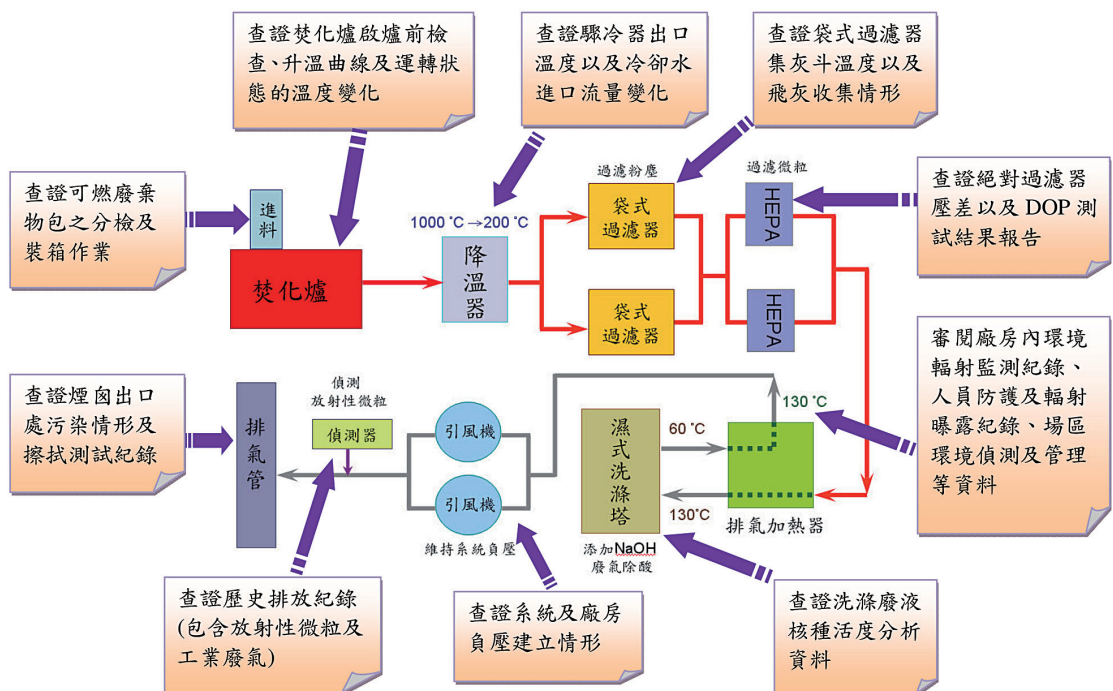 查證焚化爐啟爐前檢
查、升溫曲線及運轉狀
態的溫度變化
查證驟冷器出口
溫度以及冷卻水
進口流量變化
查證袋式過濾器
集灰斗溫度以及
飛灰收集情形
查證可燃廢棄
物包之分檢及
裝箱作業
進料
焚化爐
1000 ℃→200 ℃
降溫器
過濾粉塵
袋式
過濾器
袋式
過濾器
過濾微粒
HEPA
HEPA
查證絕對過濾器
壓差以及 DOP 測
試結果報告
審閱廠房內環境
輻射監測紀錄、
人員防護及輻射
曝露紀錄、場區
環境偵測及管理
等資料
查證煙囪出口
處污染情形及
擦拭測試紀錄
排氣管
偵測
放射性微粒
偵測器
引風機
引風機
維持系統負壓
濕式洗滌塔
60 ℃
130℃
130 ℃
排氣加熱器
添加NaOH
廢氣除酸
查證歷史排放紀錄
(包含放射性微粒及
工業廢氣)
查證系統及廠房
負壓建立情形
查證洗滌廢液
核種活度分析
資料